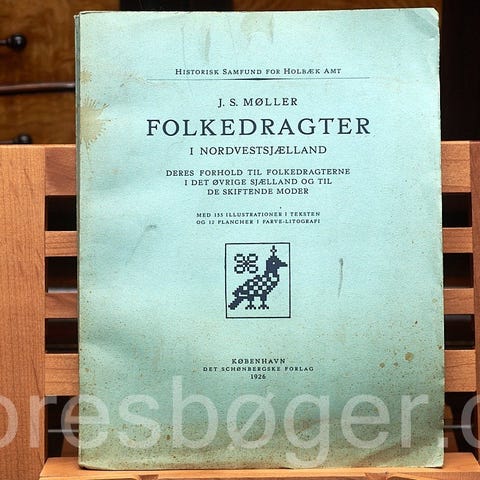 HISTORISK SAMFUND FOR HOLBÆK AMT
J. S. MØLLER
FOLKEDRAGTER
I NORDVESTSJÆLLAND
DERES FORHOLD TIL FOLKEDRAGTERNE
I DET ØVRIGE SJÆLLAND OG TIL
DE SKIFTENDE MODER
MED 155 ILLUSTRATIONER I TEKSTEN
OG 12 PLANCHER I FARVE-LITOGRAFI
KØBENHAVN
DET SCHØNBERGSKE FORLAG
1926
oresbøger.